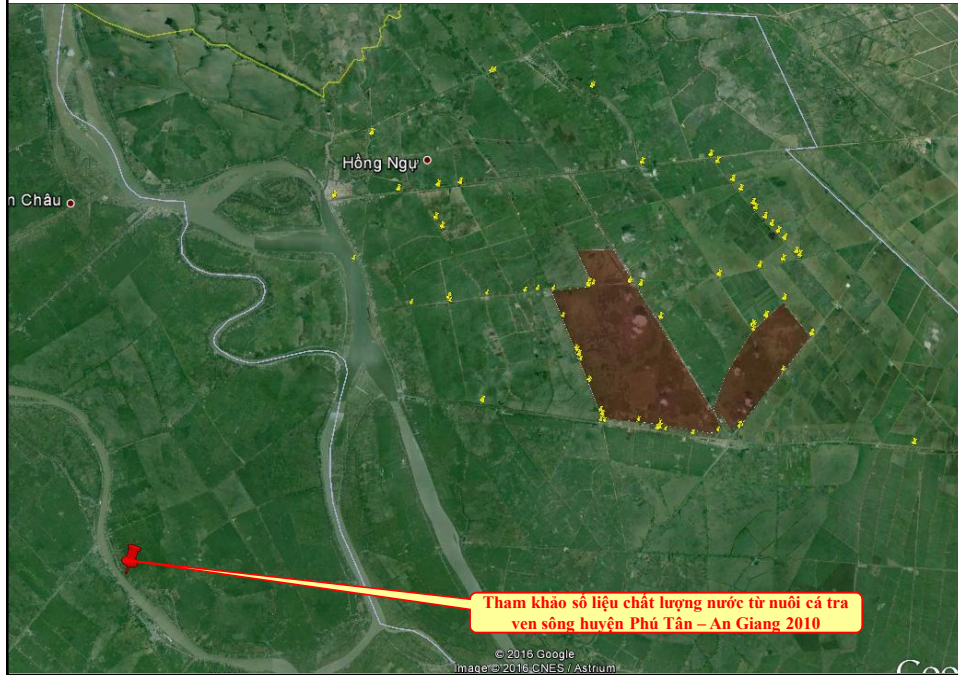 Hồng Ngự
n Châu
Tham khảo số liệu chất lượng nước từ nuôi cá tra
ven sông huyện Phú Tân – An Giang 2010
© 2016 Google
Image © 2016 CNES / Astrium
Goo